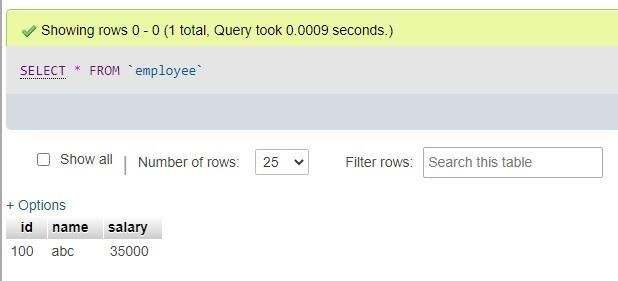 Showing rows 0 - 0 (1 total, Query took 0.0009 seconds.)
SELECT * FROM `employee`
Show all | Number of rows: 25 Filter rows: Search this table
+ Options
id name salary
100 abc 35000